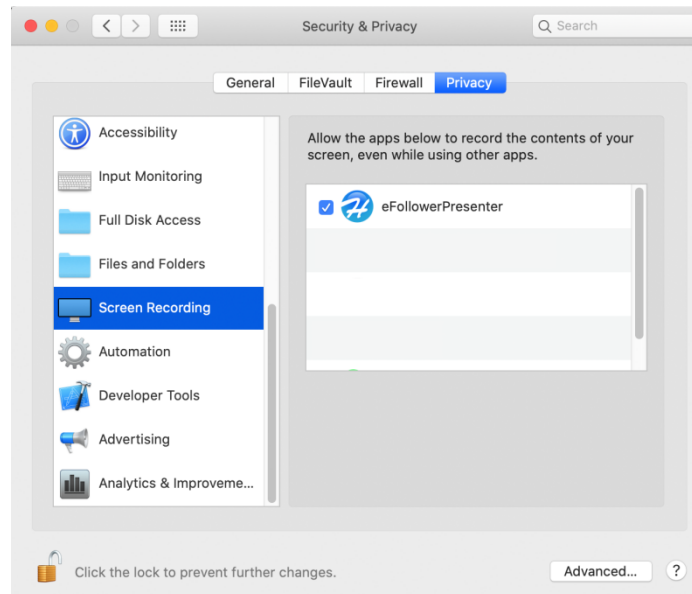 Security & Privacy
Search
General
FileVault
Firewall
Privacy
Accessibility
Input Monitoring
Full Disk Access
Files and Folders
Screen Recording
Automation
Developer Tools
Advertising
Analytics & Improveme...
Allow the apps below to record the contents of your
screen, even while using other apps.
eFollowerPresenter
Click the lock to prevent further changes.
Advanced...
?